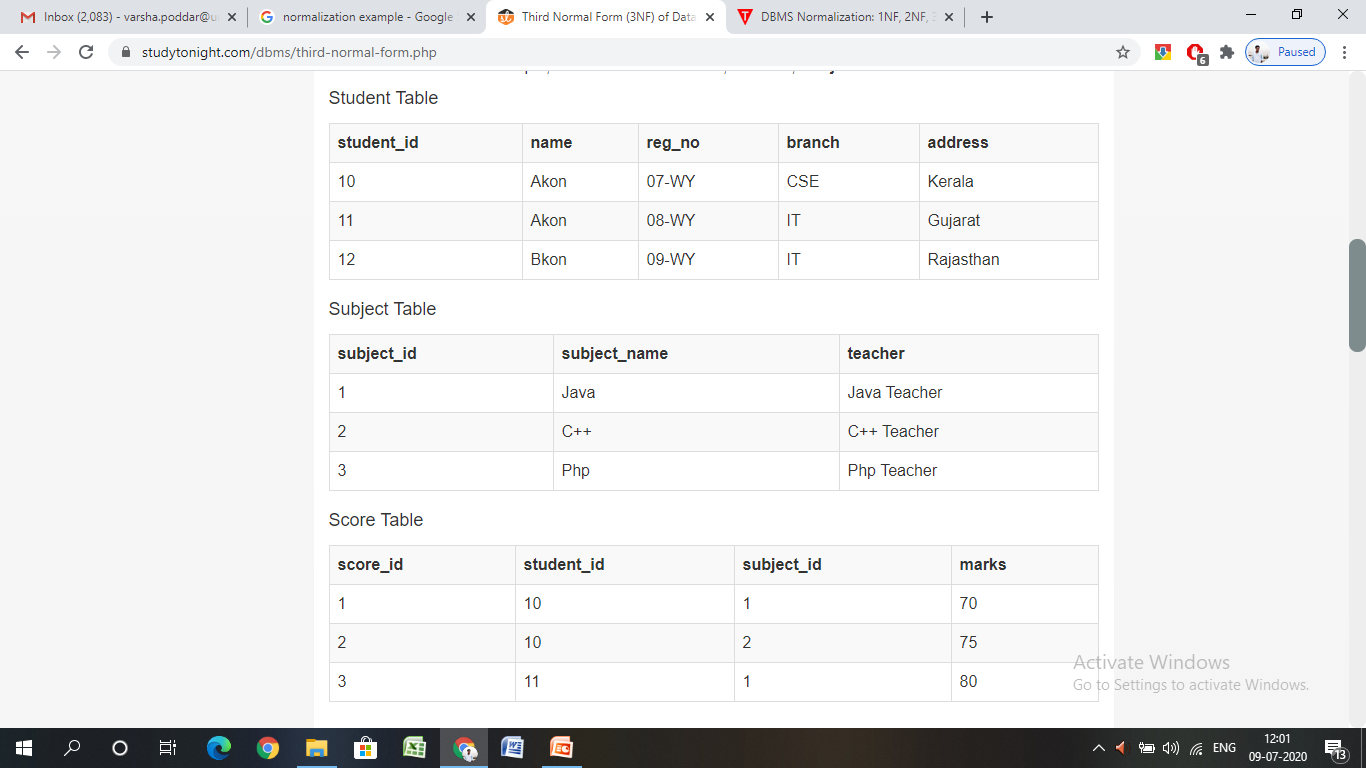 Inbox (2,083) - varsha.poddar@u
normalization example - Google
Third Normal Form (3NF) of Data
DBMS Normalization: 1NF, 2NF,
studytonight.com/dbms/third-normal-form.php
6
Paused
Student Table
student_id name reg_no branch address
10 Akon 07-WY CSE Kerala
11 Akon 08-WY IT Gujarat
12 Bkon 09-WY IT Rajasthan
Subject Table
subject_id subject_name teacher
1 Java Java Teacher
2 C++ C++ Teacher
3 Php Php Teacher
Score Table
score_id student_id subject_id marks
1 10 1 70
2 10 2 75
3 11 1 80
Activate Windows
Go to Settings to activate Windows.
ENG
12:01
09-07-2020
13